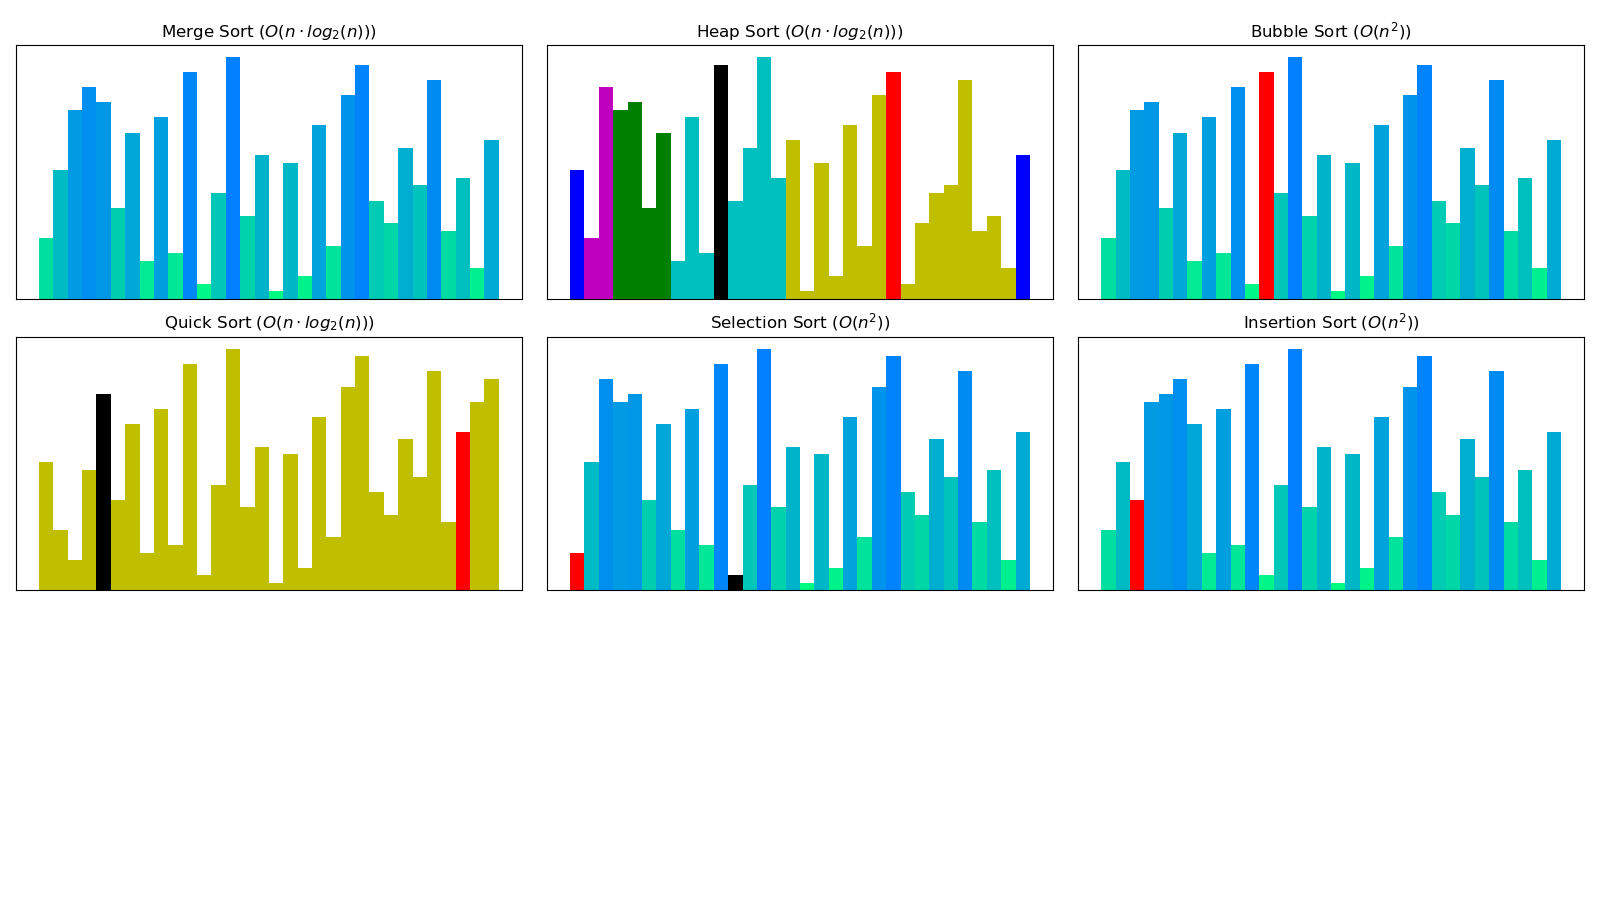 Merge Sort (O(n · log₂(n)))
Heap Sort (O(n · log₂(n)))
Bubble Sort (O(n²))
Quick Sort (O(n · log₂(n)))
Selection Sort (O(n²))
Insertion Sort (O(n²))